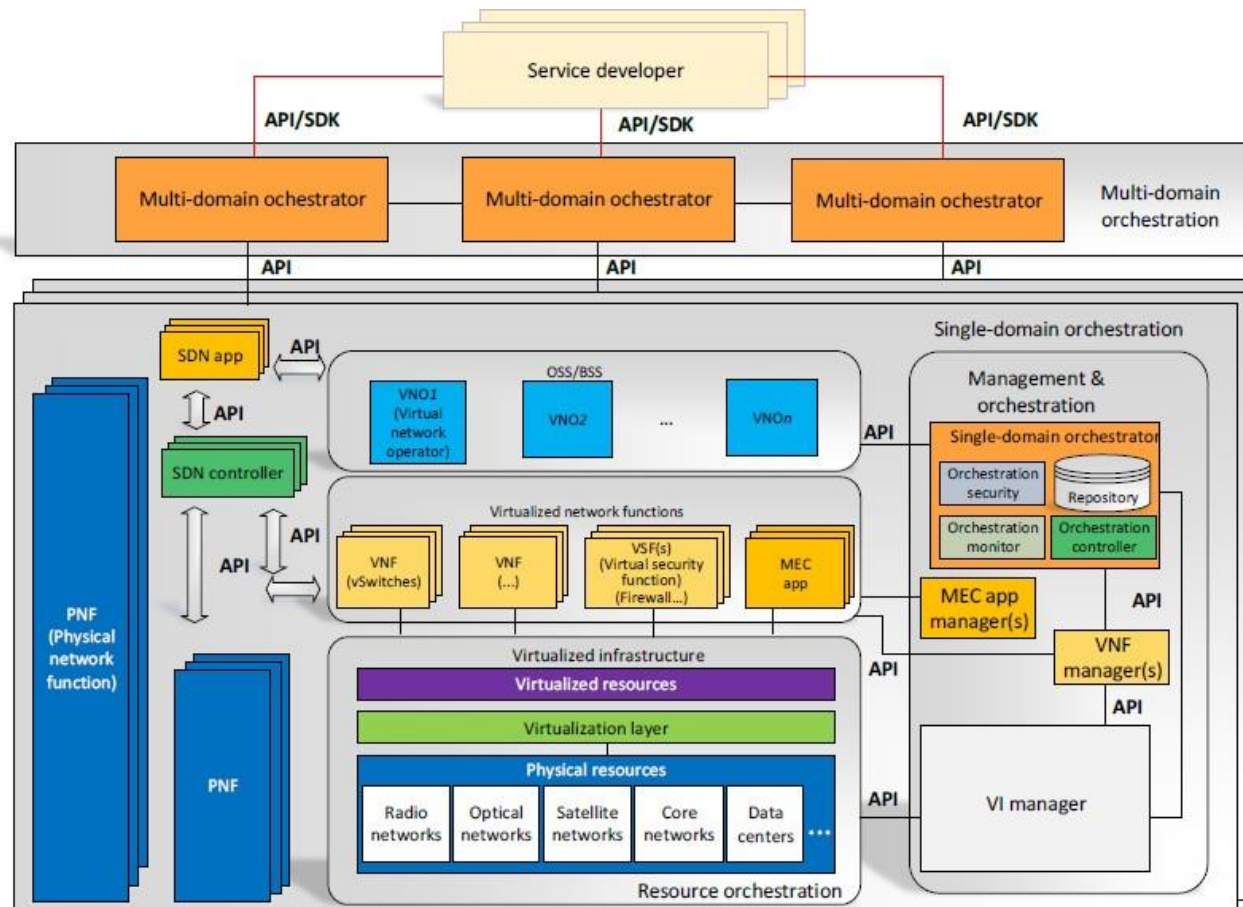 Service developer
API/SDK
API/SDK
API/SDK
Multi-domain ochestrator
Multi-domain ochestrator
Multi-domain ochestrator
Multi-domain
orchestration
API
API
API
Single-domain orchestration
SDN app
API
API
SDN controller
API
API
OSS/BSS
VNO1
(Virtual
network
operator)
VNO2
...
VNOn
API
Management &
orchestration
Single-domain orchestrator
Orchestration
security
Repository
Orchestration
monitor
Orchestration
controller
Virtualized network functions
VNF
(vSwitches)
VNF
(...)
VSF(s)
(Virtual security
function)
(Firewall...)
MEC
app
MEC app
manager(s)
API
VNF
manager(s)
API
API
PNF
(Physical
network
function)
PNF
Virtualized infrastructure
Virtualized resources
Virtualization layer
Physical resources
Radio
networks
Optical
networks
Satellite
networks
Core
networks
Data
centers
...
API
VI manager
Resource orchestration